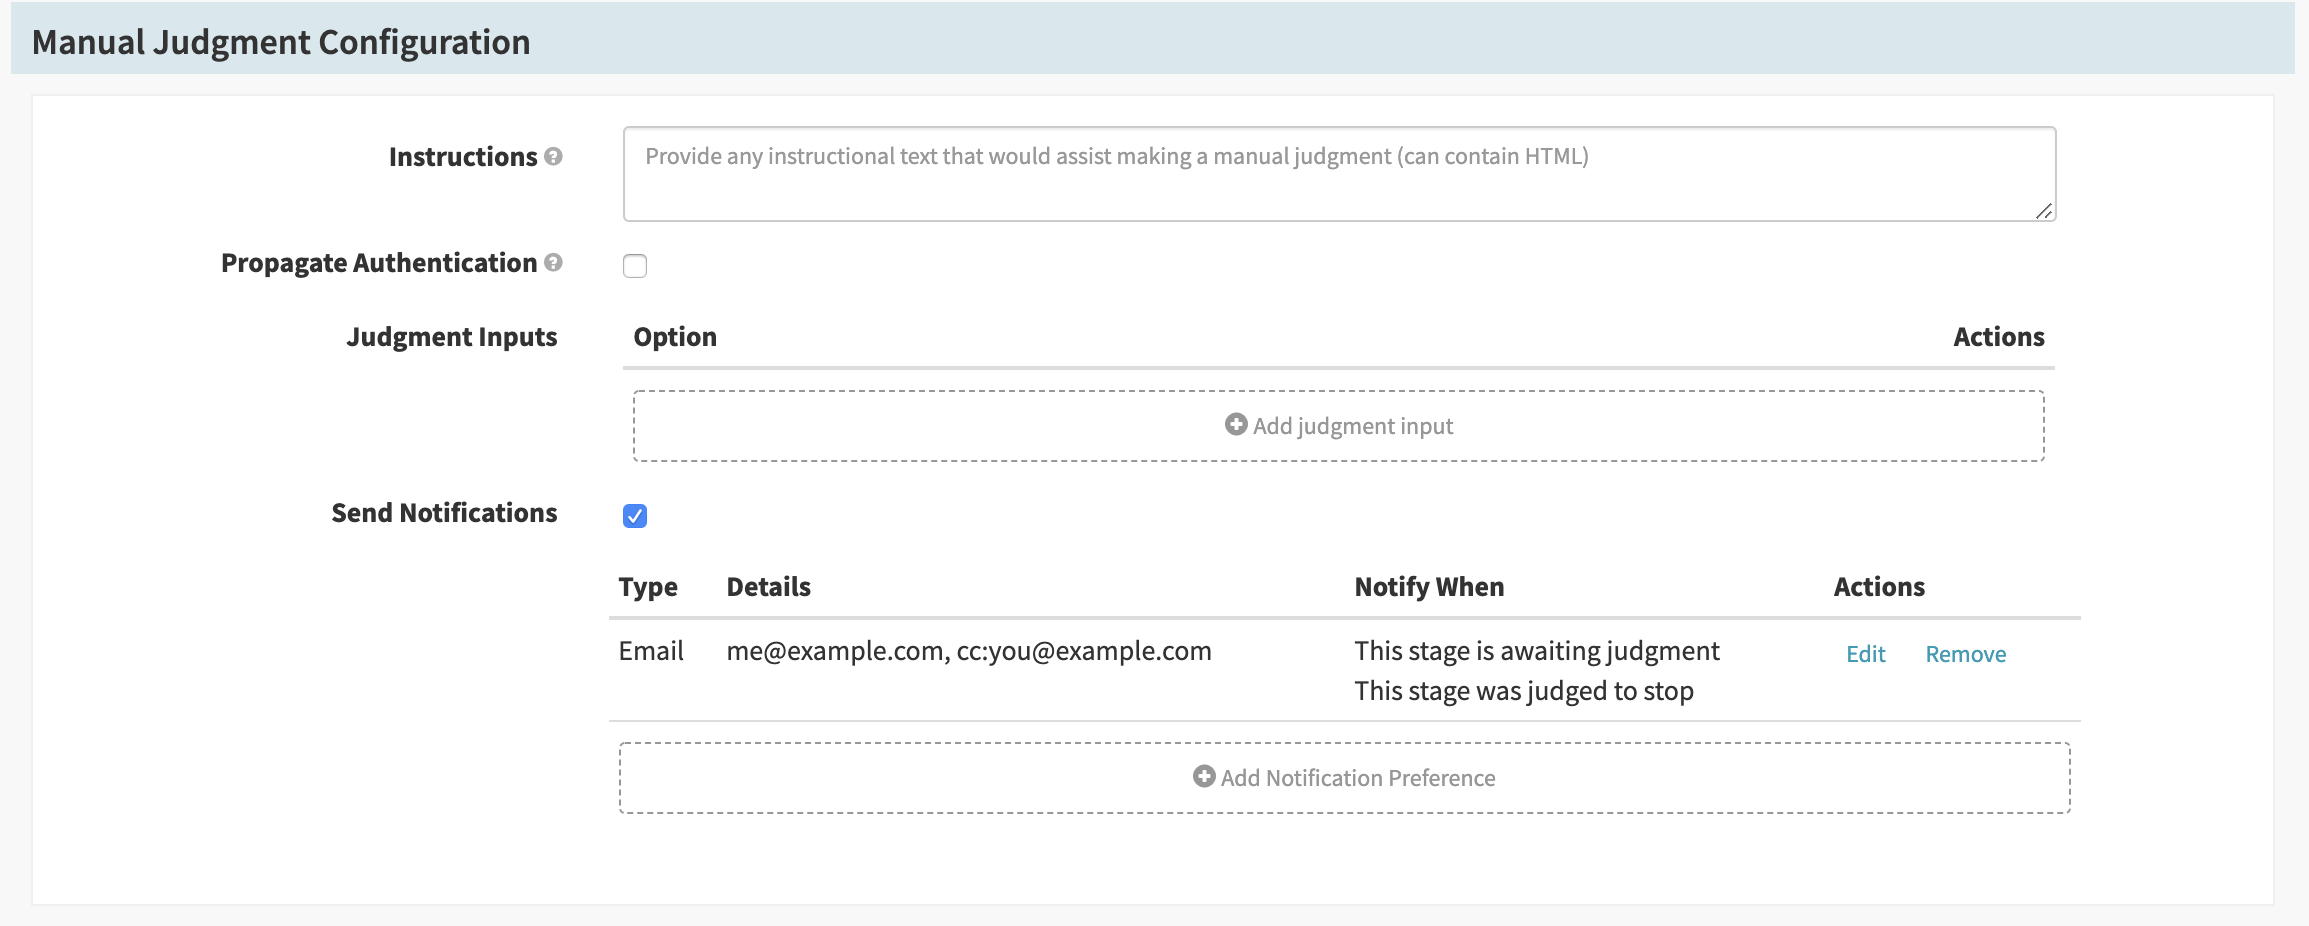 Manual Judgment Configuration
Instructions
Provide any instructional text that would assist making a manual judgment (can contain HTML)
Propagate Authentication
Judgment Inputs
Option Actions
Add judgment input
Send Notifications
Type Details Notify When Actions
Email me@example.com, cc:you@example.com This stage is awaiting judgment Edit Remove
This stage was judged to stop
Add Notification Preference